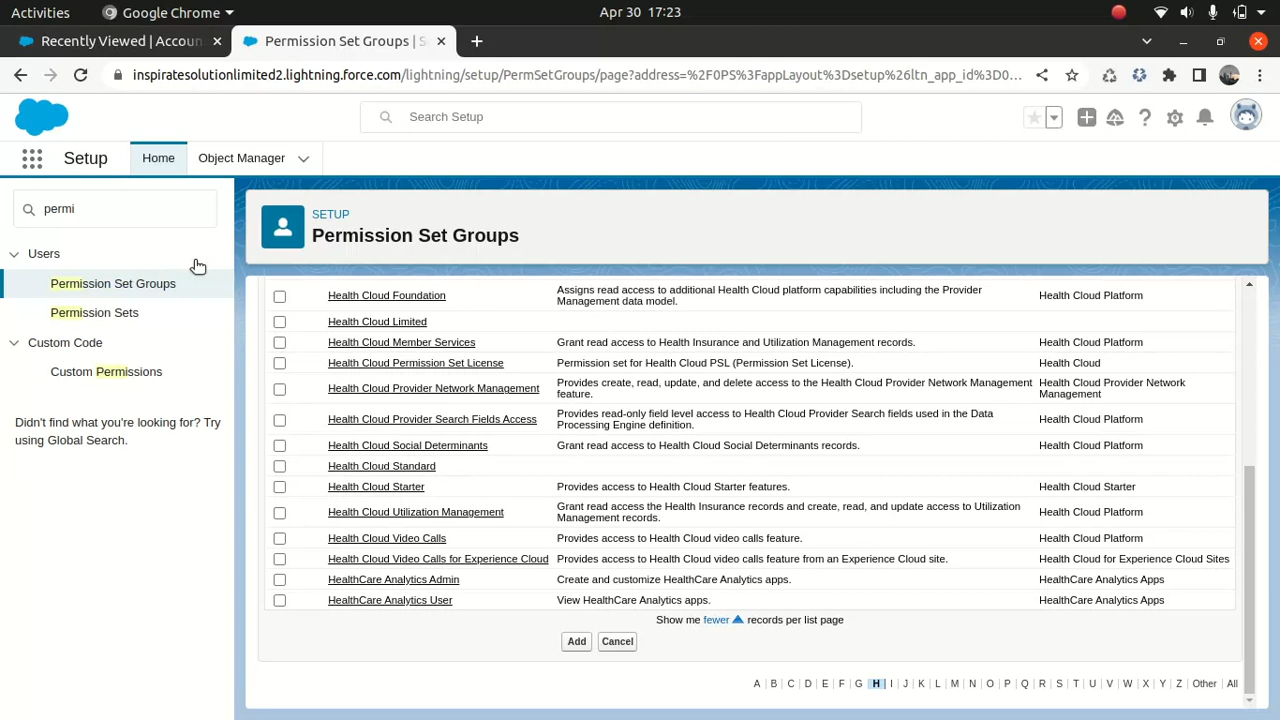 Activities
Google Chrome
Apr 30 17:23
Recently Viewed | Accou
Permission Set Groups | S
inspiratesolutionlimited2.lightning.force.com/lightning/setup/PermSetGroups/page?address=%2F0PS%3FappLayout%3Dsetup%26ltn_app_id%3D0...
Search Setup
Setup
Home
Object Manager
permi
Users
Permission Set Groups
Permission Sets
Custom Code
Custom Permissions
Didn't find what you're looking for? Try
using Global Search.
SETUP
Permission Set Groups
Health Cloud Foundation
Assigns read access to additional Health Cloud platform capabilities including the Provider
Management data model.
Health Cloud Platform
Health Cloud Limited
Health Cloud Member Services
Grant read access to Health Insurance and Utilization Management records.
Health Cloud Platform
Health Cloud Permission Set License
Permission set for Health Cloud PSL (Permission Set License).
Health Cloud
Health Cloud Provider Network Management
Provides create, read, update, and delete access to the Health Cloud Provider Network Management
feature.
Health Cloud Provider Network
Management
Health Cloud Provider Search Fields Access
Provides read-only field level access to Health Cloud Provider Search fields used in the Data
Processing Engine definition.
Health Cloud Platform
Health Cloud Social Determinants
Grant read access to Health Cloud Social Determinants records.
Health Cloud Platform
Health Cloud Standard
Health Cloud Starter
Provides access to Health Cloud Starter features.
Health Cloud Starter
Health Cloud Utilization Management
Grant read access the Health Insurance records and create, read, and update access to Utilization
Management records.
Health Cloud Platform
Health Cloud Video Calls
Provides access to Health Cloud video calls feature.
Health Cloud Platform
Health Cloud Video Calls for Experience Cloud
Provides access to Health Cloud video calls feature from an Experience Cloud site.
Health Cloud for Experience Cloud Sites
HealthCare Analytics Admin
Create and customize HealthCare Analytics apps.
HealthCare Analytics Apps
HealthCare Analytics User
View HealthCare Analytics apps.
HealthCare Analytics Apps
Show me fewer records per list page
Add
Cancel
A | B | C | D | E | F | G | H | I | J | K | L | M | N | O | P | Q | R | S | T | U | V | W | X | Y | Z | Other | All